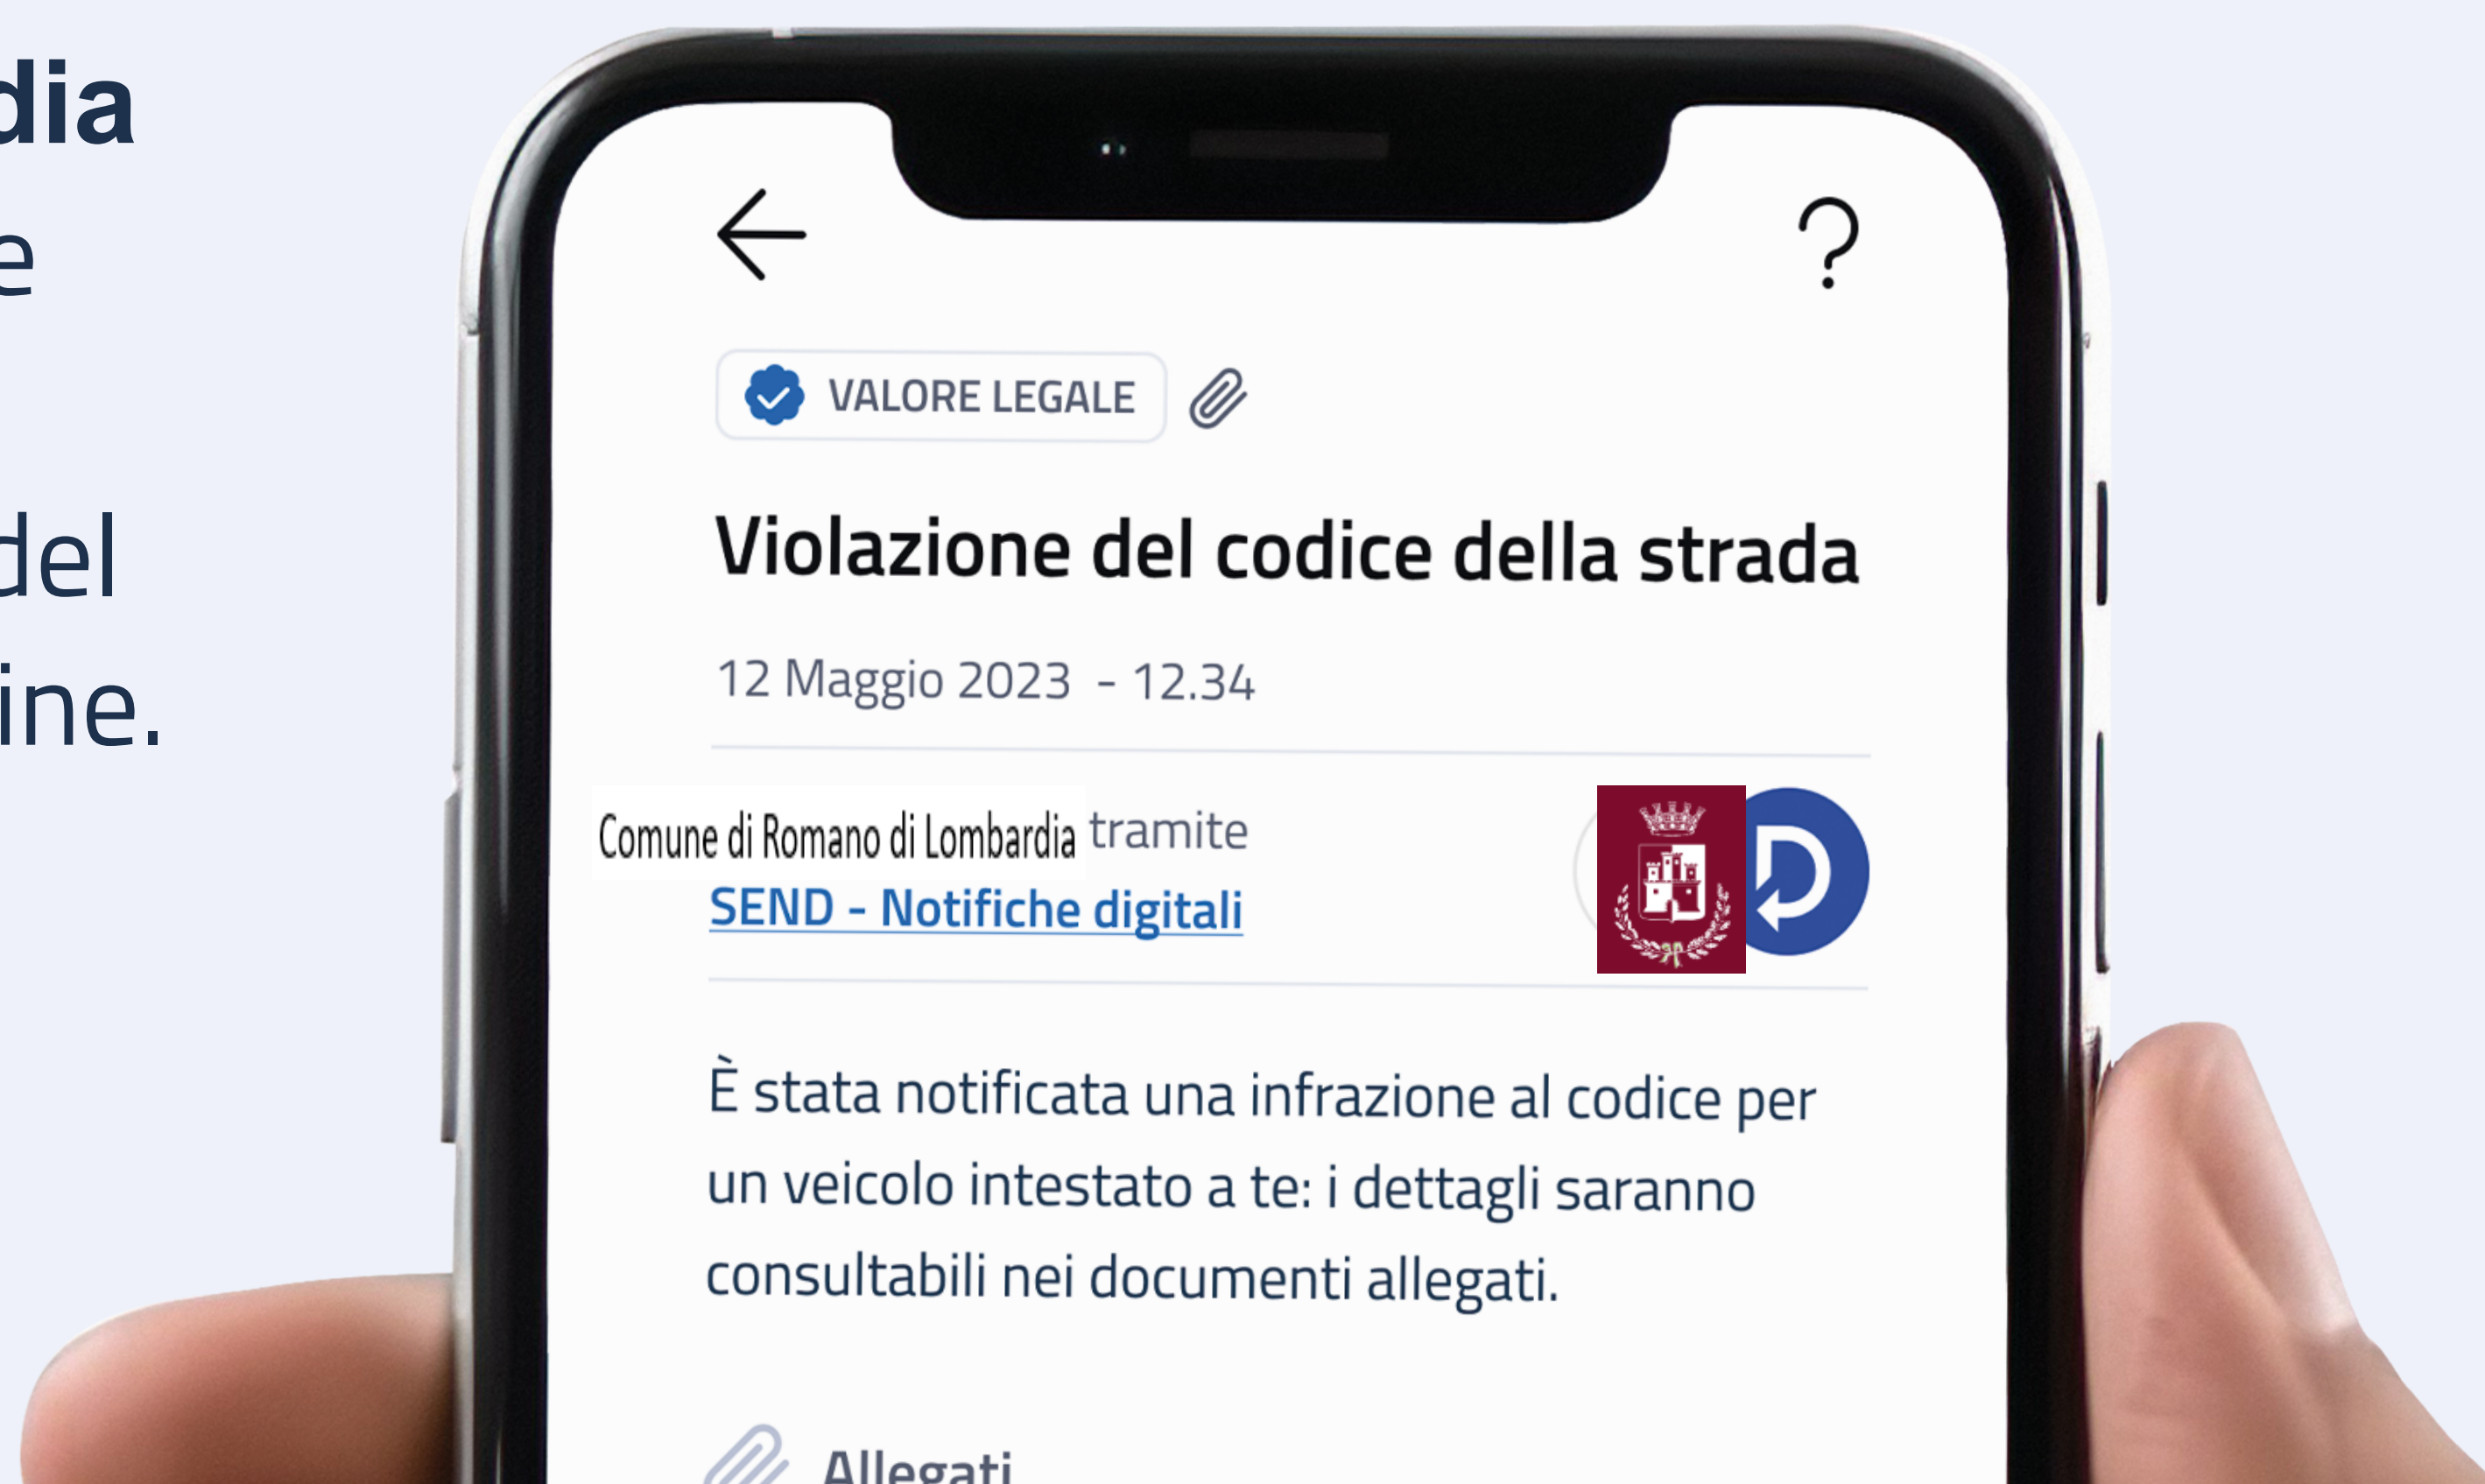 dia
e
del
ine.
VALORE LEGALE
Violazione del codice della strada
12 Maggio 2023 - 12.34
Comune di Romano di Lombardia tramite
SEND - Notifiche digitali
È stata notificata una infrazione al codice per
un veicolo intestato a te: i dettagli saranno
consultabili nei documenti allegati.
Allegati